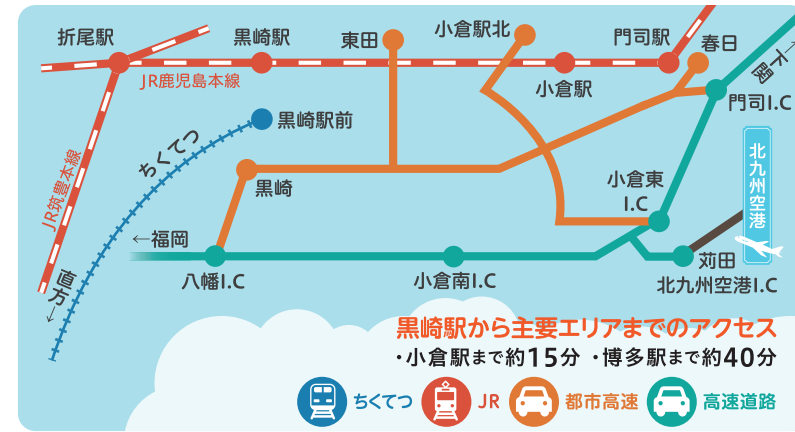 折尾駅
黒崎駅
東田
小倉駅北
門司駅
春日
→下関
JR鹿児島本線
小倉駅
門司I.C
黒崎駅前
ちくてつ
北九州空港
JR筑豊本線
黒崎
小倉東
I.C
←福岡
直方→
八幡I.C
小倉南I.C
苅田
北九州空港I.C
黒崎駅から主要エリアまでのアクセス
・小倉駅まで約15分 ・博多駅まで約40分
ちくてつ
JR
都市高速
高速道路